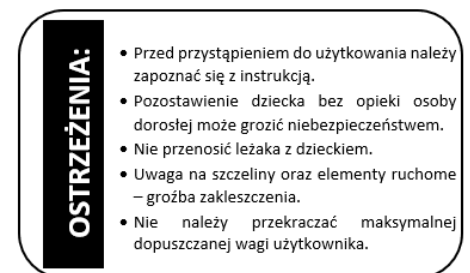 OSTRZEŻENIA:
• Przed przystąpieniem do użytkowania należy
zapoznać się z instrukcją.
• Pozostawienie dziecka bez opieki osoby
dorosłej może grozić niebezpieczeństwem.
• Nie przenosić leżaka z dzieckiem.
• Uwaga na szczeliny oraz elementy ruchome
– groźba zakleszczenia.
• Nie należy przekraczać maksymalnej
dopuszczanej wagi użytkownika.